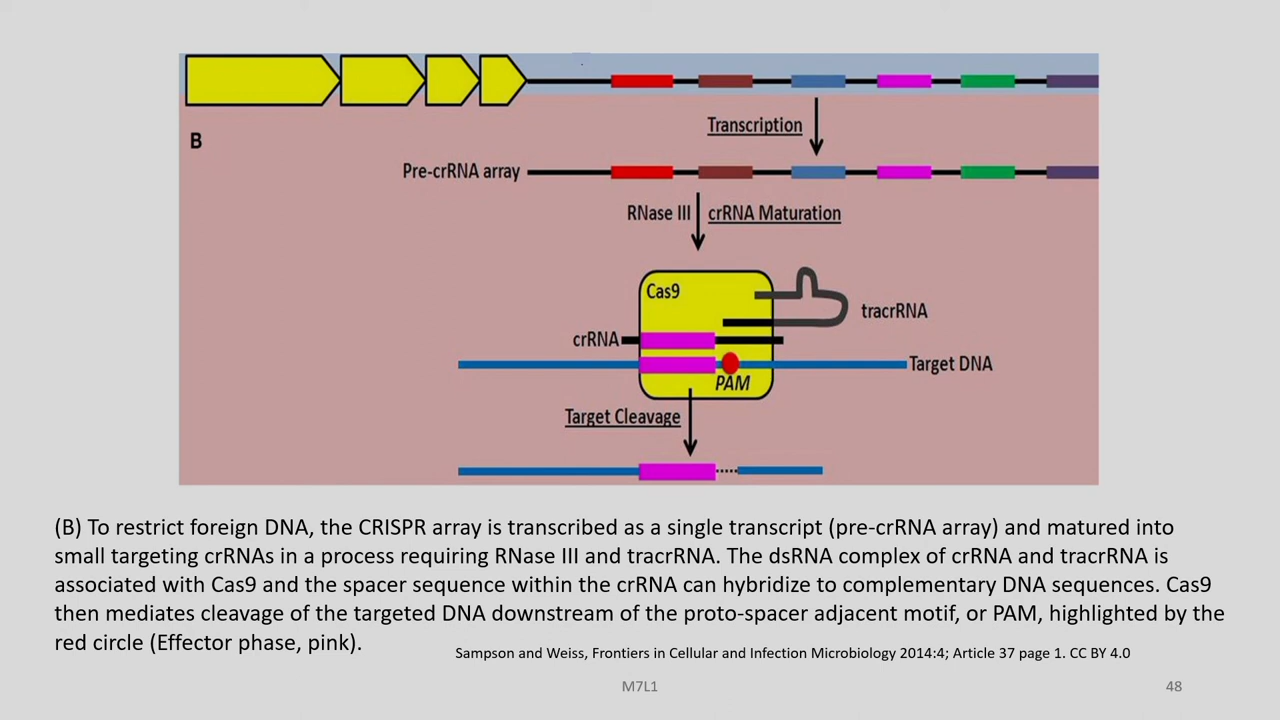 B
Transcription
Pre-crRNA array
RNase III crRNA Maturation
Cas9
tracrRNA
crRNA
Target DNA
PAM
Target Cleavage
(B) To restrict foreign DNA, the CRISPR array is transcribed as a single transcript (pre-crRNA array) and matured into
small targeting crRNAs in a process requiring RNase III and tracrRNA. The dsRNA complex of crRNA and tracrRNA is
associated with Cas9 and the spacer sequence within the crRNA can hybridize to complementary DNA sequences. Cas9
then mediates cleavage of the targeted DNA downstream of the proto-spacer adjacent motif, or PAM, highlighted by the
red circle (Effector phase, pink).
Sampson and Weiss, Frontiers in Cellular and Infection Microbiology 2014:4; Article 37 page 1. CC BY 4.0
M7L1
48